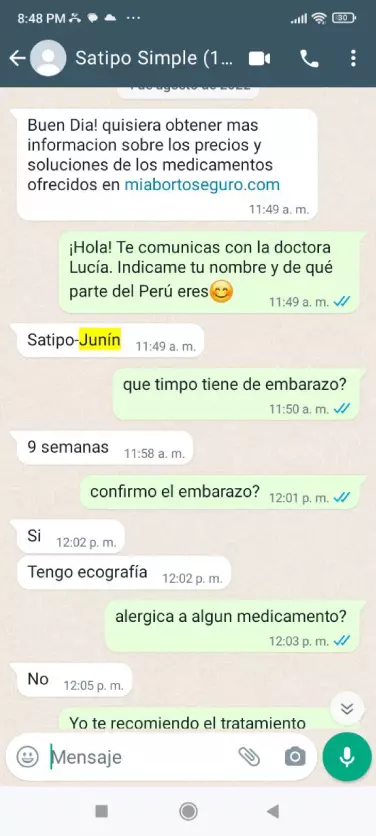 8:48 PM
30
Satipo Simple (1...
1 de agosto de 2022
Buen Dia! quisiera obtener mas
informacion sobre los precios y
soluciones de los medicamentos
ofrecidos en miabortoseguro.com
11:49 a. m.
¡Hola! Te comunicas con la doctora
Lucía. Indicame tu nombre y de qué
parte del Perú eres😊
11:49 a. m.
Satipo-Junín
11:49 a. m.
que timpo tiene de embarazo?
11:50 a. m.
9 semanas
11:58 a. m.
confirmo el embarazo?
12:01 p. m.
Si
12:02 p. m.
Tengo ecografía
12:02 p. m.
alergica a algun medicamento?
12:03 p. m.
No
12:05 p. m.
Yo te recomiendo el tratamiento
Mensaje